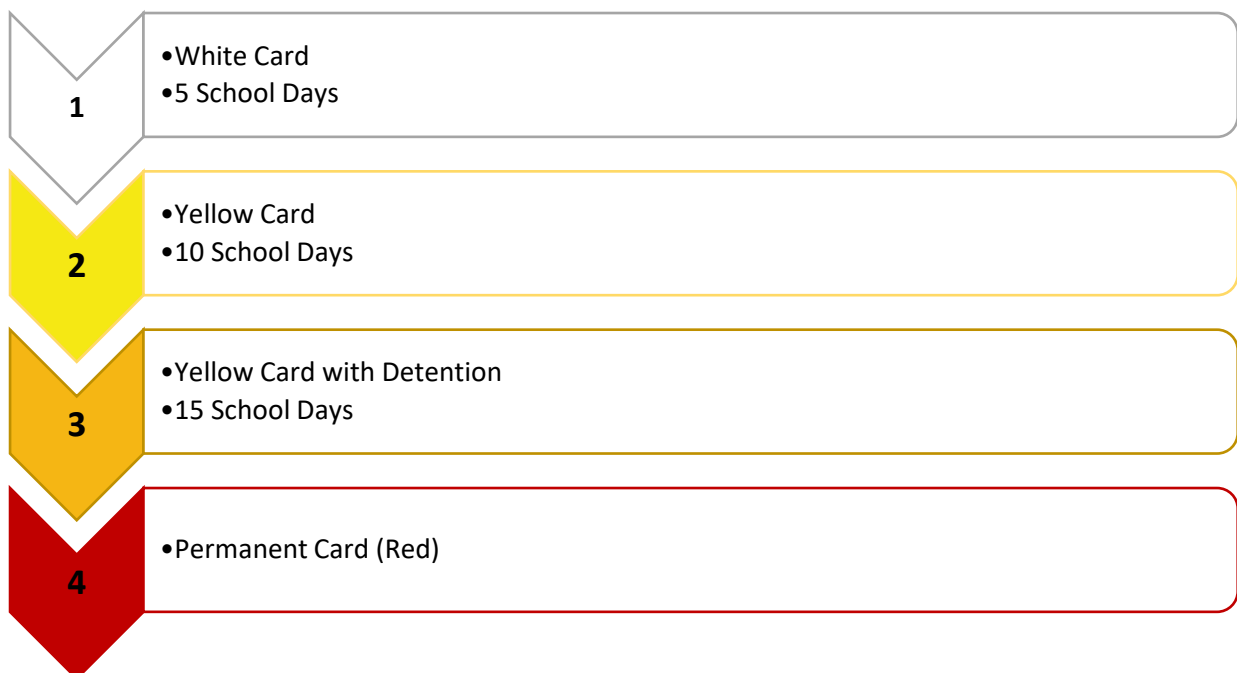 1
•White Card
•5 School Days
2
•Yellow Card
•10 School Days
3
•Yellow Card with Detention
•15 School Days
4
•Permanent Card (Red)